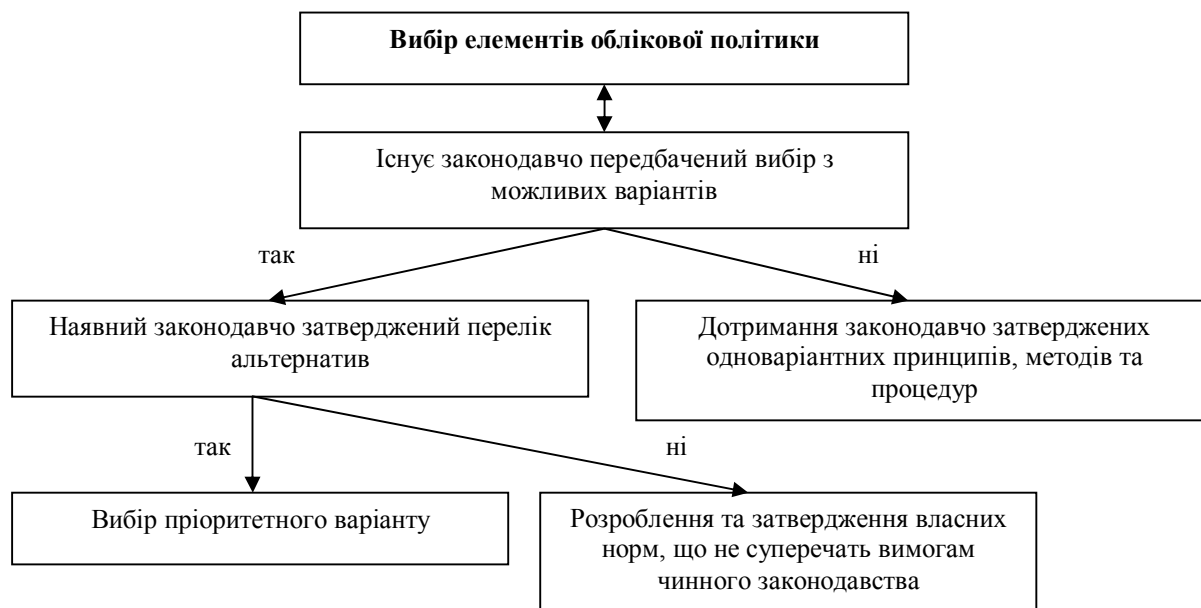 Вибір елементів облікової політики
Існує законодавчо передбачений вибір з
можливих варіантів
так
ні
Наявний законодавчо затверджений перелік
альтернатив
Дотримання законодавчо затверджених
одноваріантних принципів, методів та
процедур
так
ні
Вибір пріоритетного варіанту
Розроблення та затвердження власних
норм, що не суперечать вимогам
чинного законодавства